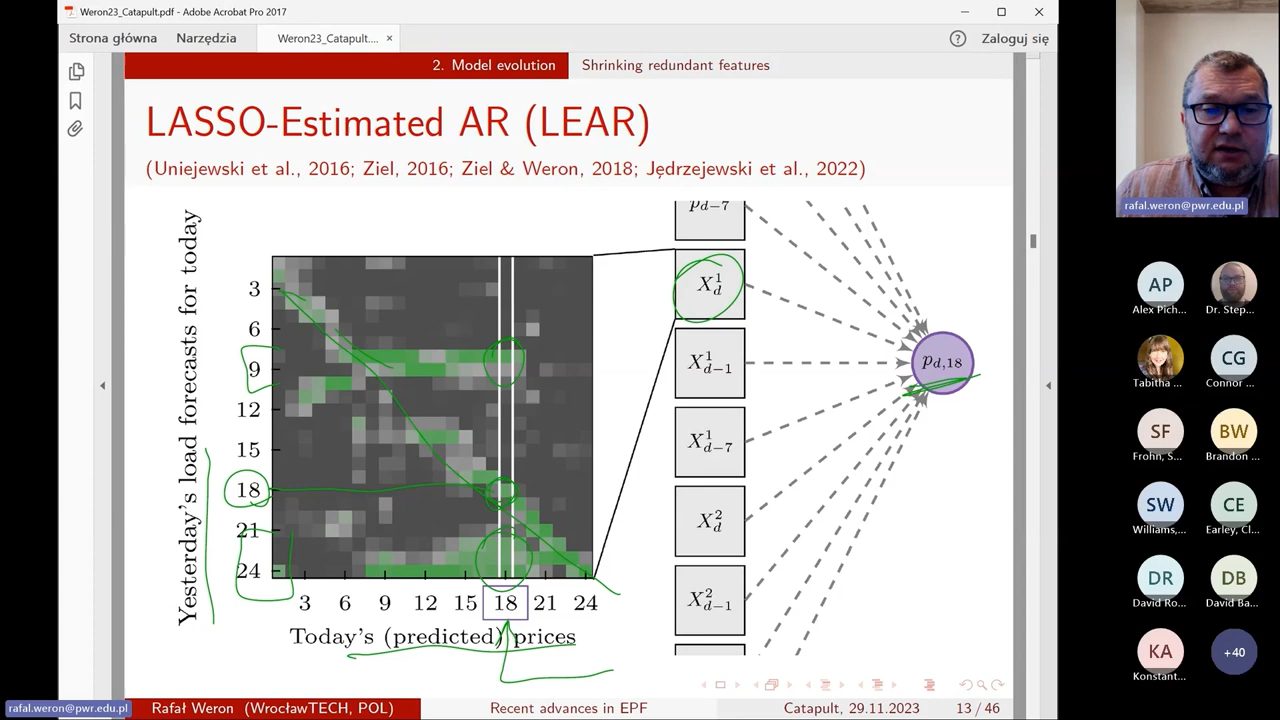 Weron23_Catapult.pdf - Adobe Acrobat Pro 2017
Strona główna
Narzędzia
Weron23_Catapult....
Zaloguj się
2. Model evolution
Shrinking redundant features
LASSO-Estimated AR (LEAR)
(Uniejewski et al., 2016; Ziel, 2016; Ziel & Weron, 2018; Jędrzejewski et al., 2022)
Yesterday's load forecasts for today
3
6
9
12
15
18
21
24
3 6 9 12 15 18 21 24
Today's (predicted) prices
p_{d-7}
X_d^1
X_{d-1}^1
X_{d-7}^1
X_d^2
X_{d-1}^2
p_{d,18}
Rafał Weron (WrocławTECH, POL)
Recent advances in EPF
Catapult, 29.11.2023
13 / 46
rafal.weron@pwr.edu.pl
rafal.weron@pwr.edu.pl
AP
Alex Pich...
Dr. Step...
Tabitha ...
CG
Connor ...
SF
Frohn, S...
BW
Brandon ...
SW
Williams,...
CE
Earley, Cl...
DR
David Ro...
DB
David Ba...
KA
Konstant...
+40